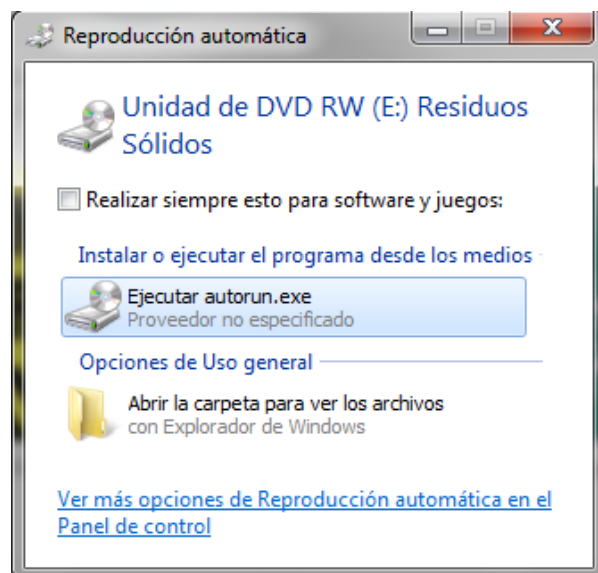 Reproducción automática
Unidad de DVD RW (E:) Residuos
Sólidos
Realizar siempre esto para software y juegos:
Instalar o ejecutar el programa desde los medios
Ejecutar autorun.exe
Proveedor no especificado
Opciones de Uso general
Abrir la carpeta para ver los archivos
con Explorador de Windows
Ver más opciones de Reproducción automática en el
Panel de control